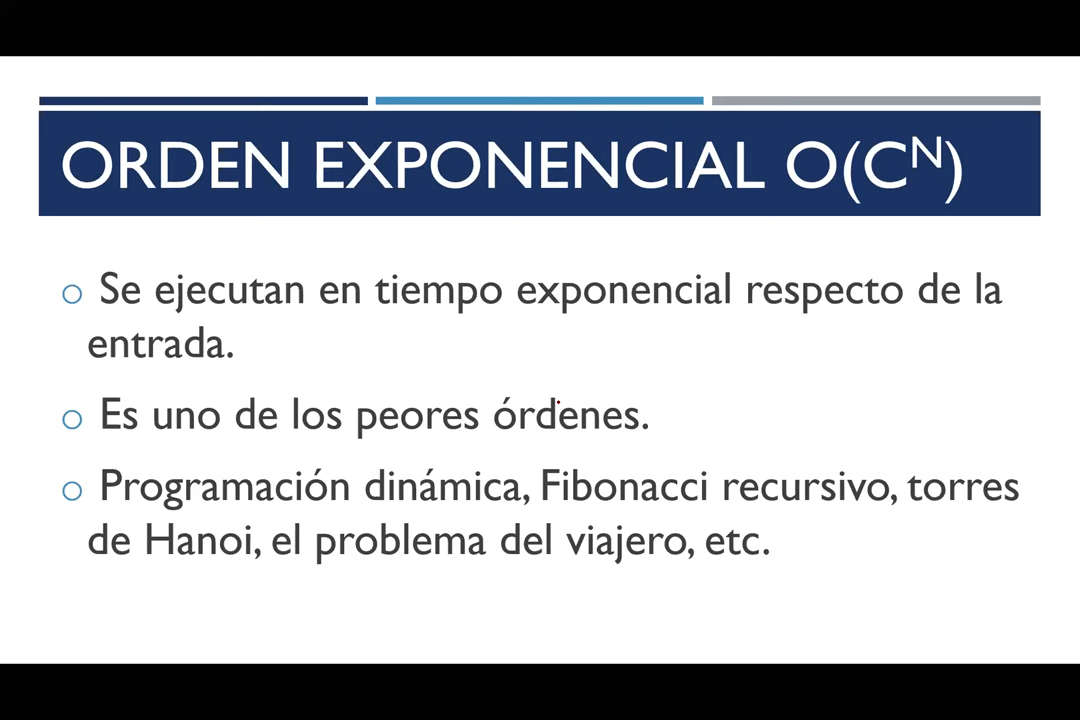 ORDEN EXPONENCIAL O(Cᴺ)
o Se ejecutan en tiempo exponencial respecto de la
entrada.
o Es uno de los peores órdenes.
o Programación dinámica, Fibonacci recursivo, torres
de Hanoi, el problema del viajero, etc.